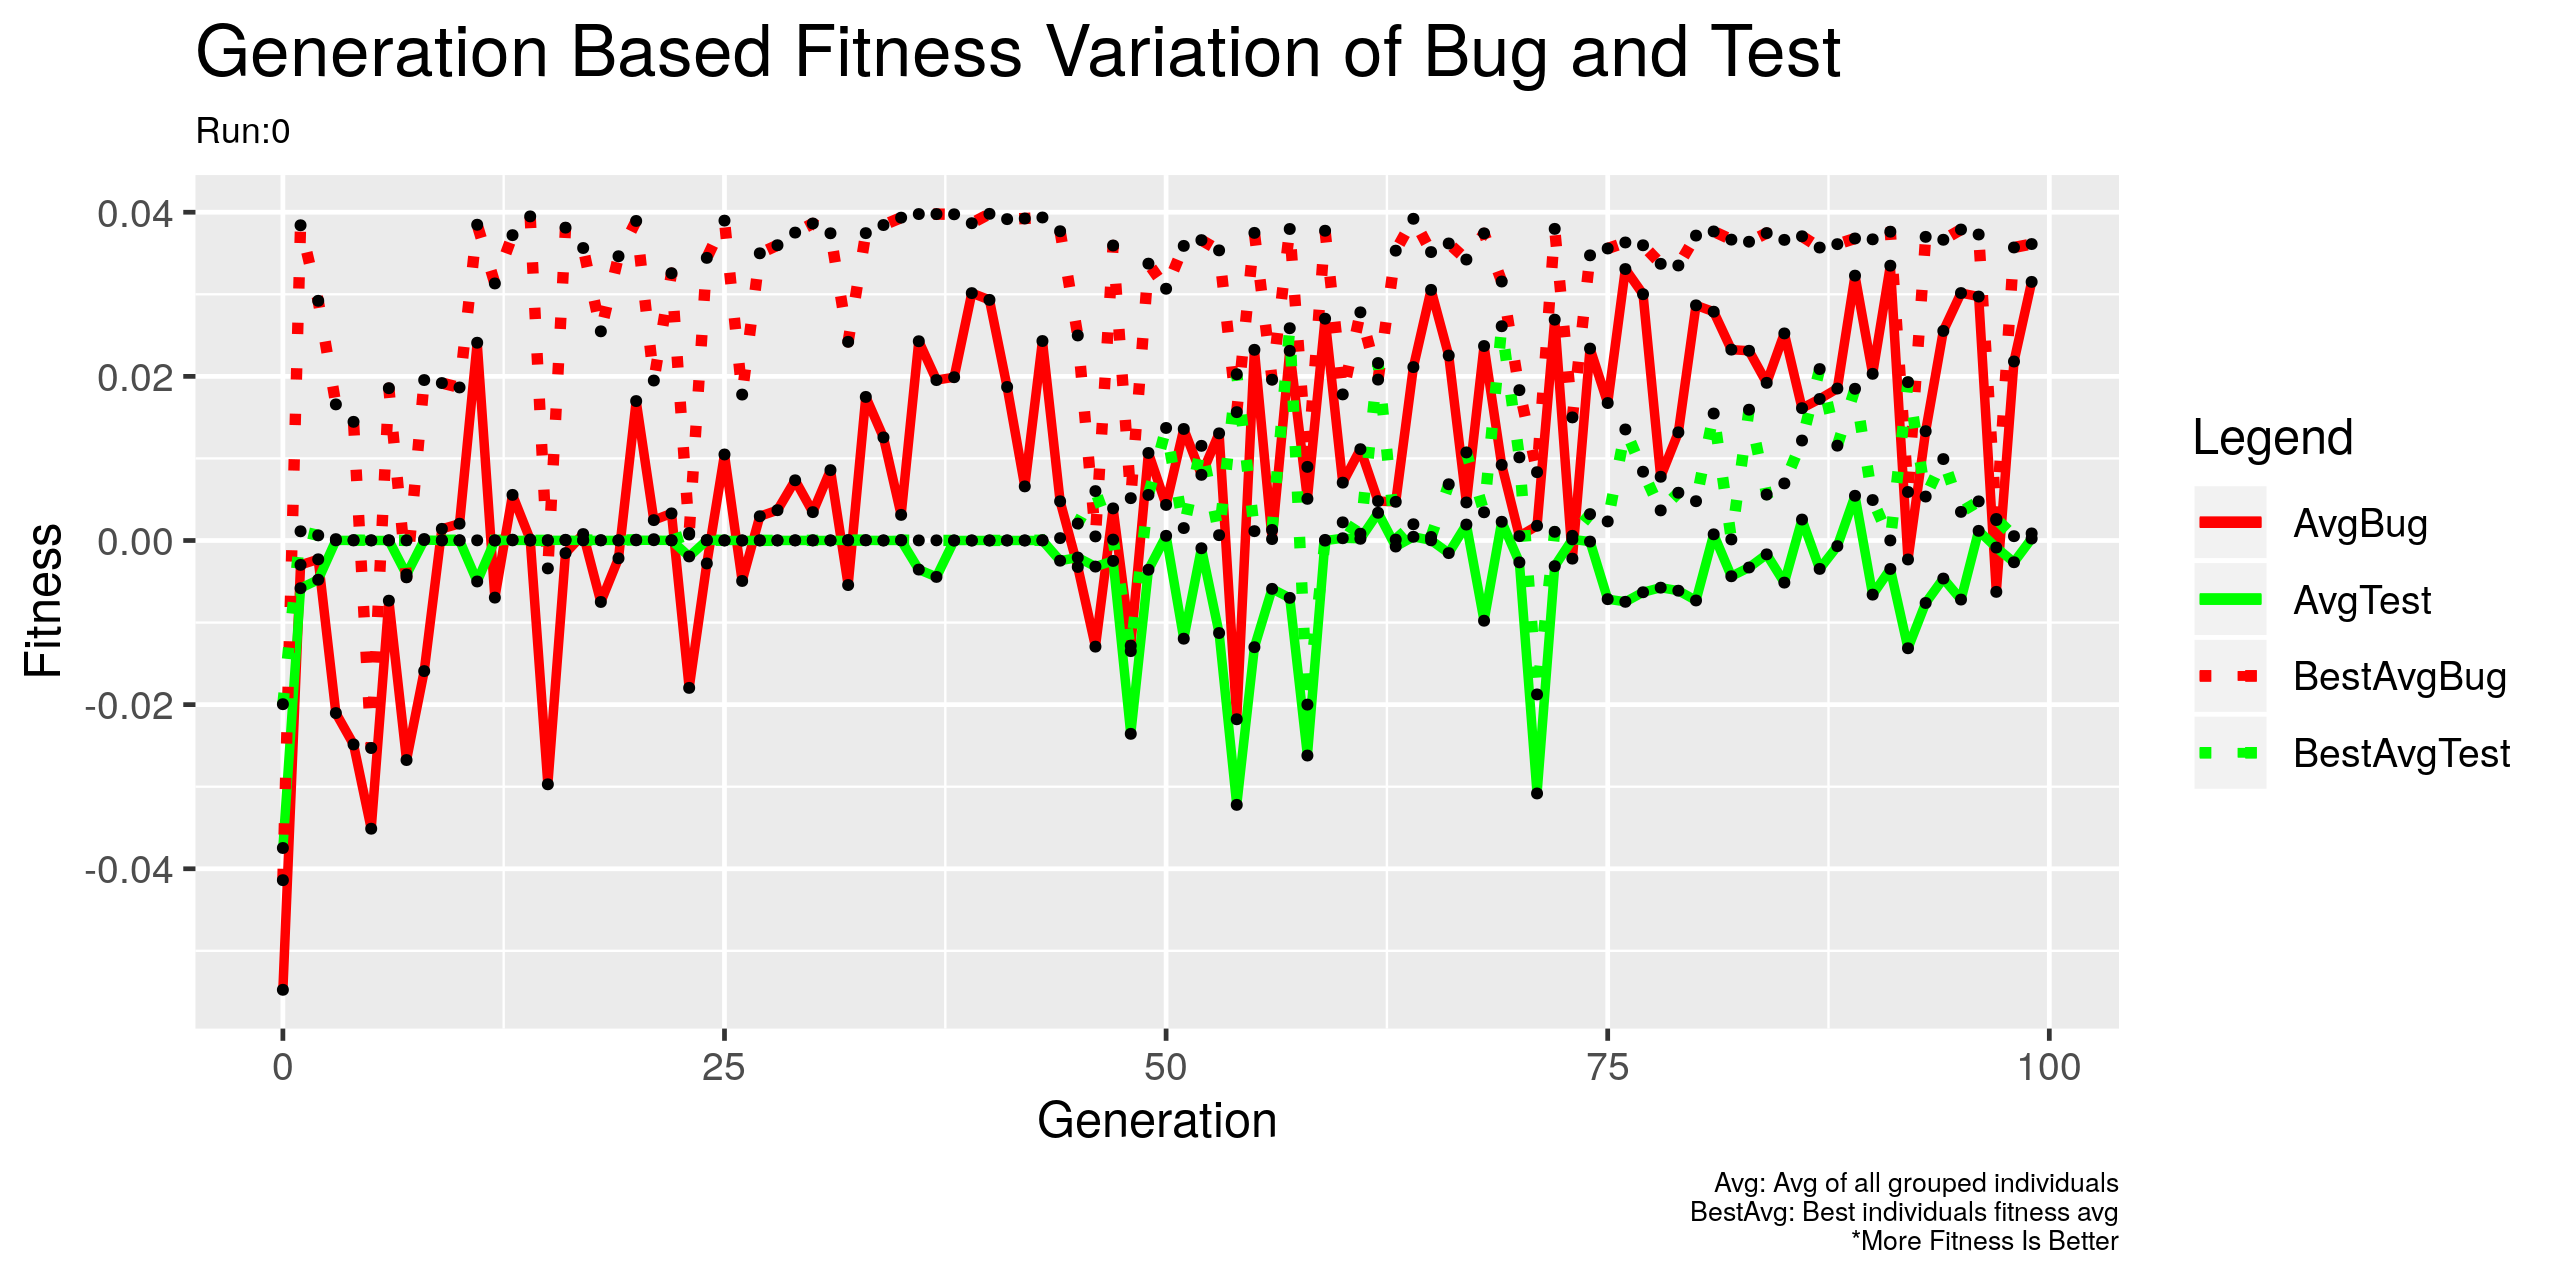 Generation Based Fitness Variation of Bug and Test
Run:0
0.04
0.02
0.00
-0.02
-0.04
Fitness
0
25
50
75
100
Generation
Legend
AvgBug
AvgTest
BestAvgBug
BestAvgTest
Avg: Avg of all grouped individuals
BestAvg: Best individuals fitness avg
*More Fitness Is Better